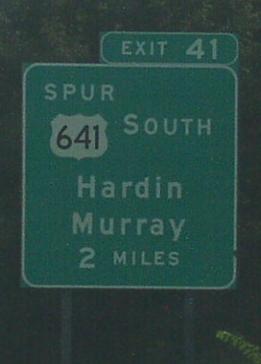 EXIT 41
SPUR
641 SOUTH
Hardin
Murray
2 MILES